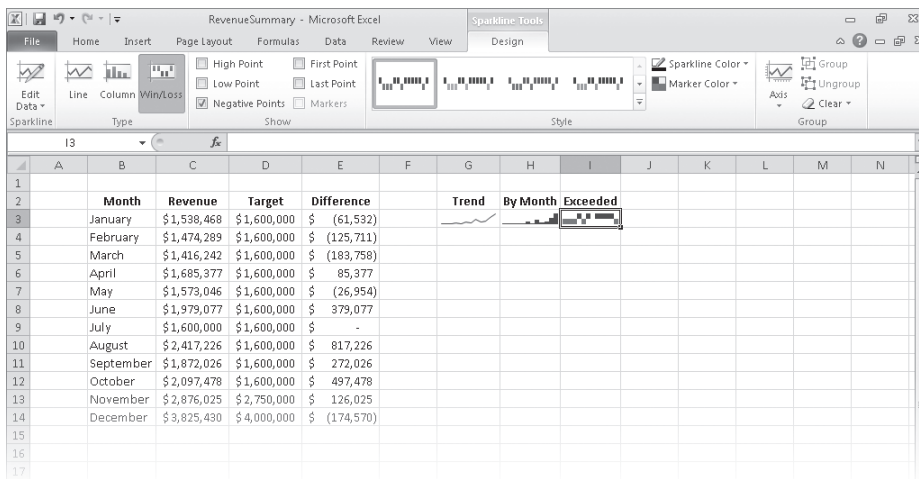 RevenueSummary - Microsoft Excel
Sparkline Tools
File Home Insert Page Layout Formulas Data Review View Design
Edit Data
Line Column Win/Loss
High Point First Point
Low Point Last Point
Negative Points Markers
Sparkline Color
Marker Color
Axis
Group
Ungroup
Clear
Sparkline Type Show Style Group
I3 fx
A B C D E F G H I J K L M N
1
2 Month Revenue Target Difference Trend By Month Exceeded
3 January $1,538,468 $1,600,000 $ (61,532)
4 February $1,474,289 $1,600,000 $ (125,711)
5 March $1,416,242 $1,600,000 $ (183,758)
6 April $1,685,377 $1,600,000 $ 85,377
7 May $1,573,046 $1,600,000 $ (26,954)
8 June $1,979,077 $1,600,000 $ 379,077
9 July $1,600,000 $1,600,000 $ -
10 August $2,417,226 $1,600,000 $ 817,226
11 September $1,872,026 $1,600,000 $ 272,026
12 October $2,097,478 $1,600,000 $ 497,478
13 November $2,876,025 $2,750,000 $ 126,025
14 December $3,825,430 $4,000,000 $ (174,570)
15
16
17